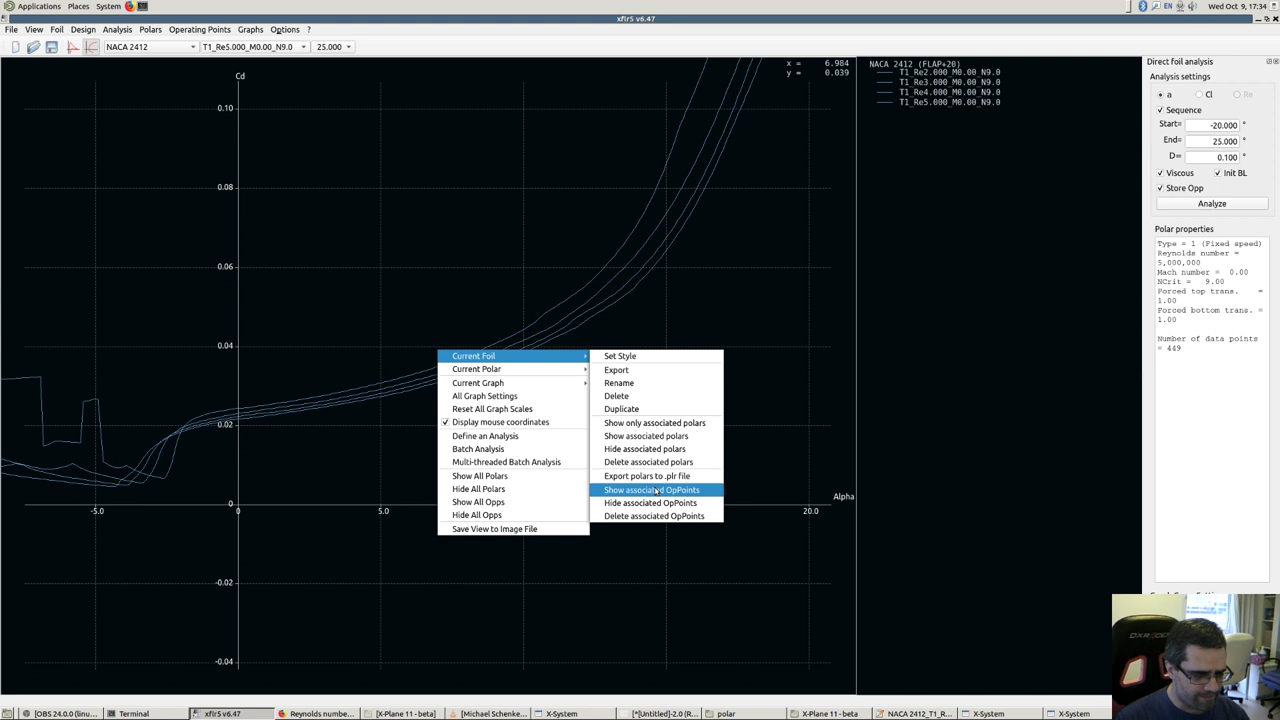 Applications Places System EN Wed Oct 9, 17:34
xflr5 v6.47
File View Foil Design Analysis Polars Operating Points Graphs Options ?
NACA 2412 T1_Re5.000_M0.00_N9.0 25.000
Cd
x = 6.984
y = 0.039
0.10
0.08
0.06
0.04
0.02
0
-0.02
-0.04
-5.0
5.0
20.0
Alpha
NACA 2412 (FLAP+20)
T1_Re2.000_M0.00_N9.0
T1_Re3.000_M0.00_N9.0
T1_Re4.000_M0.00_N9.0
T1_Re5.000_M0.00_N9.0
Current Foil
Current Polar
Current Graph
All Graph Settings
Reset All Graph Scales
Display mouse coordinates
Define an Analysis
Batch Analysis
Multi-threaded Batch Analysis
Show All Polars
Hide All Polars
Show All Opps
Hide All Opps
Save View to Image File
Set Style
Export
Rename
Delete
Duplicate
Show only associated polars
Show associated polars
Hide associated polars
Delete associated polars
Export polars to .plr file
Show associated OpPoints
Hide associated OpPoints
Delete associated OpPoints
Direct foil analysis
Analysis settings
a Cl Re
Sequence
Start= -20.000 °
End= 25.000 °
D= 0.100 °
Viscous Init BL
Store Opp
Analyze
Polar properties
Type = 1 (Fixed speed)
Reynolds number =
5,000,000
Mach number = 0.00
NCrit = 9.00
Forced top trans. =
1.00
Forced bottom trans. =
1.00
Number of data points
= 449
DXRACER
[OBS 24.0.0 (linu... Terminal xflr5 v6.47 Reynolds numbe... [X-Plane 11 - beta] [Michael Schenke... X-System [*[Untitled]-2.0 (R... polar X-Plane 11 - beta NACA 2412_T1_R... X-System X-System